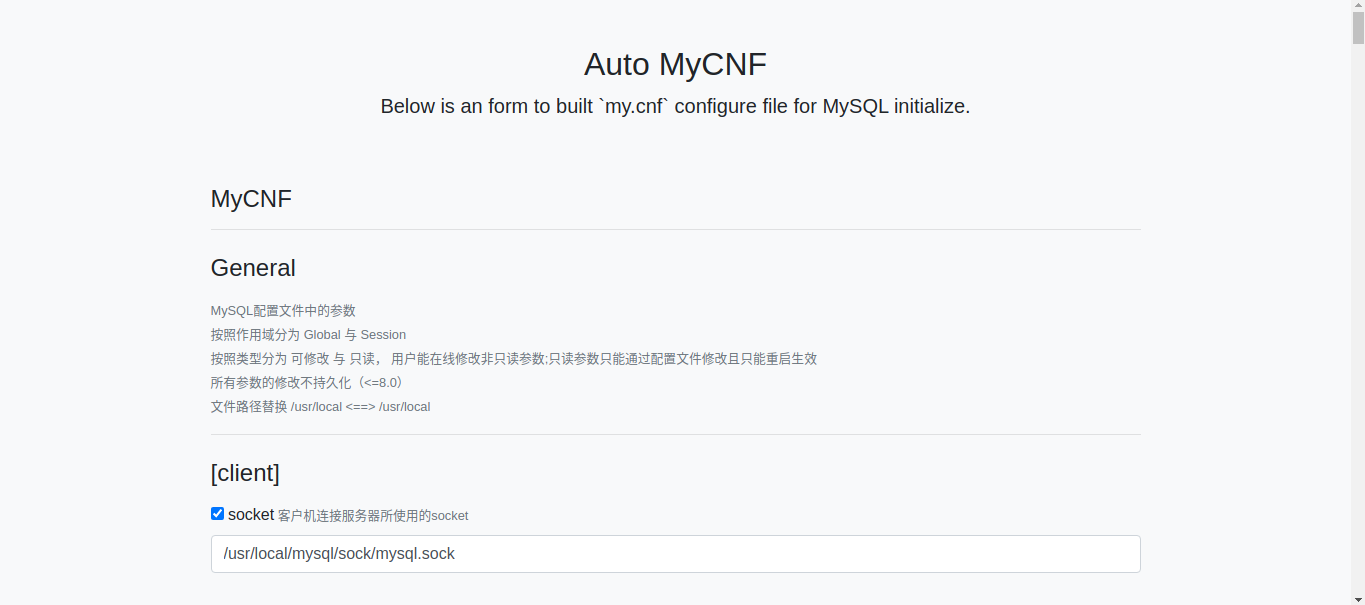 Auto MyCNF
Below is an form to built `my.cnf` configure file for MySQL initialize.
MyCNF
General
MySQL配置文件中的参数
按照作用域分为 Global 与 Session
按照类型分为 可修改 与 只读， 用户能在线修改非只读参数;只读参数只能通过配置文件修改且只能重启生效
所有参数的修改不持久化（<=8.0）
文件路径替换 /usr/local <==> /usr/local
[client]
socket 客户机连接服务器所使用的socket
/usr/local/mysql/sock/mysql.sock